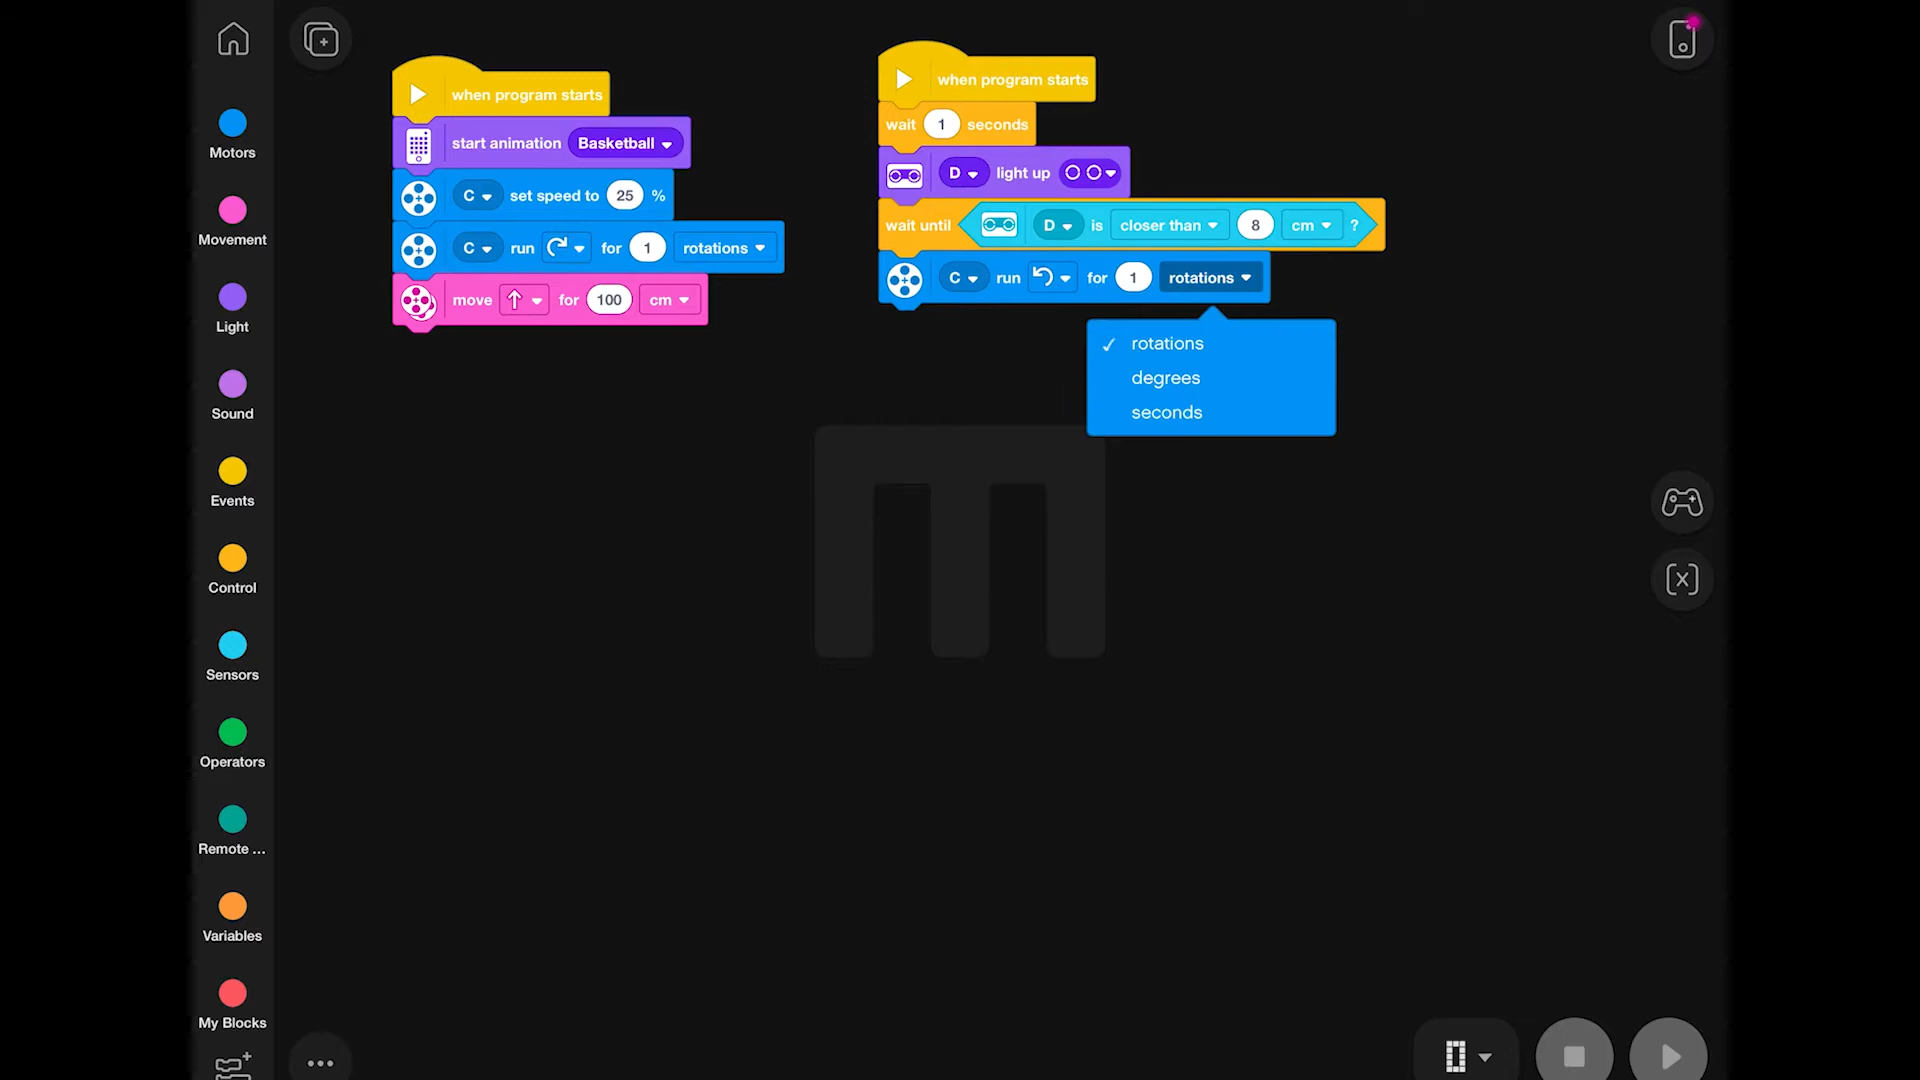 Motors
Movement
Light
Sound
Events
Control
Sensors
Operators
Remote ...
Variables
My Blocks
when program starts
start animation Basketball
C set speed to 25 %
C run for 1 rotations
move for 100 cm
when program starts
wait 1 seconds
D light up
wait until D is closer than 8 cm ?
C run for 1 rotations
rotations
degrees
seconds